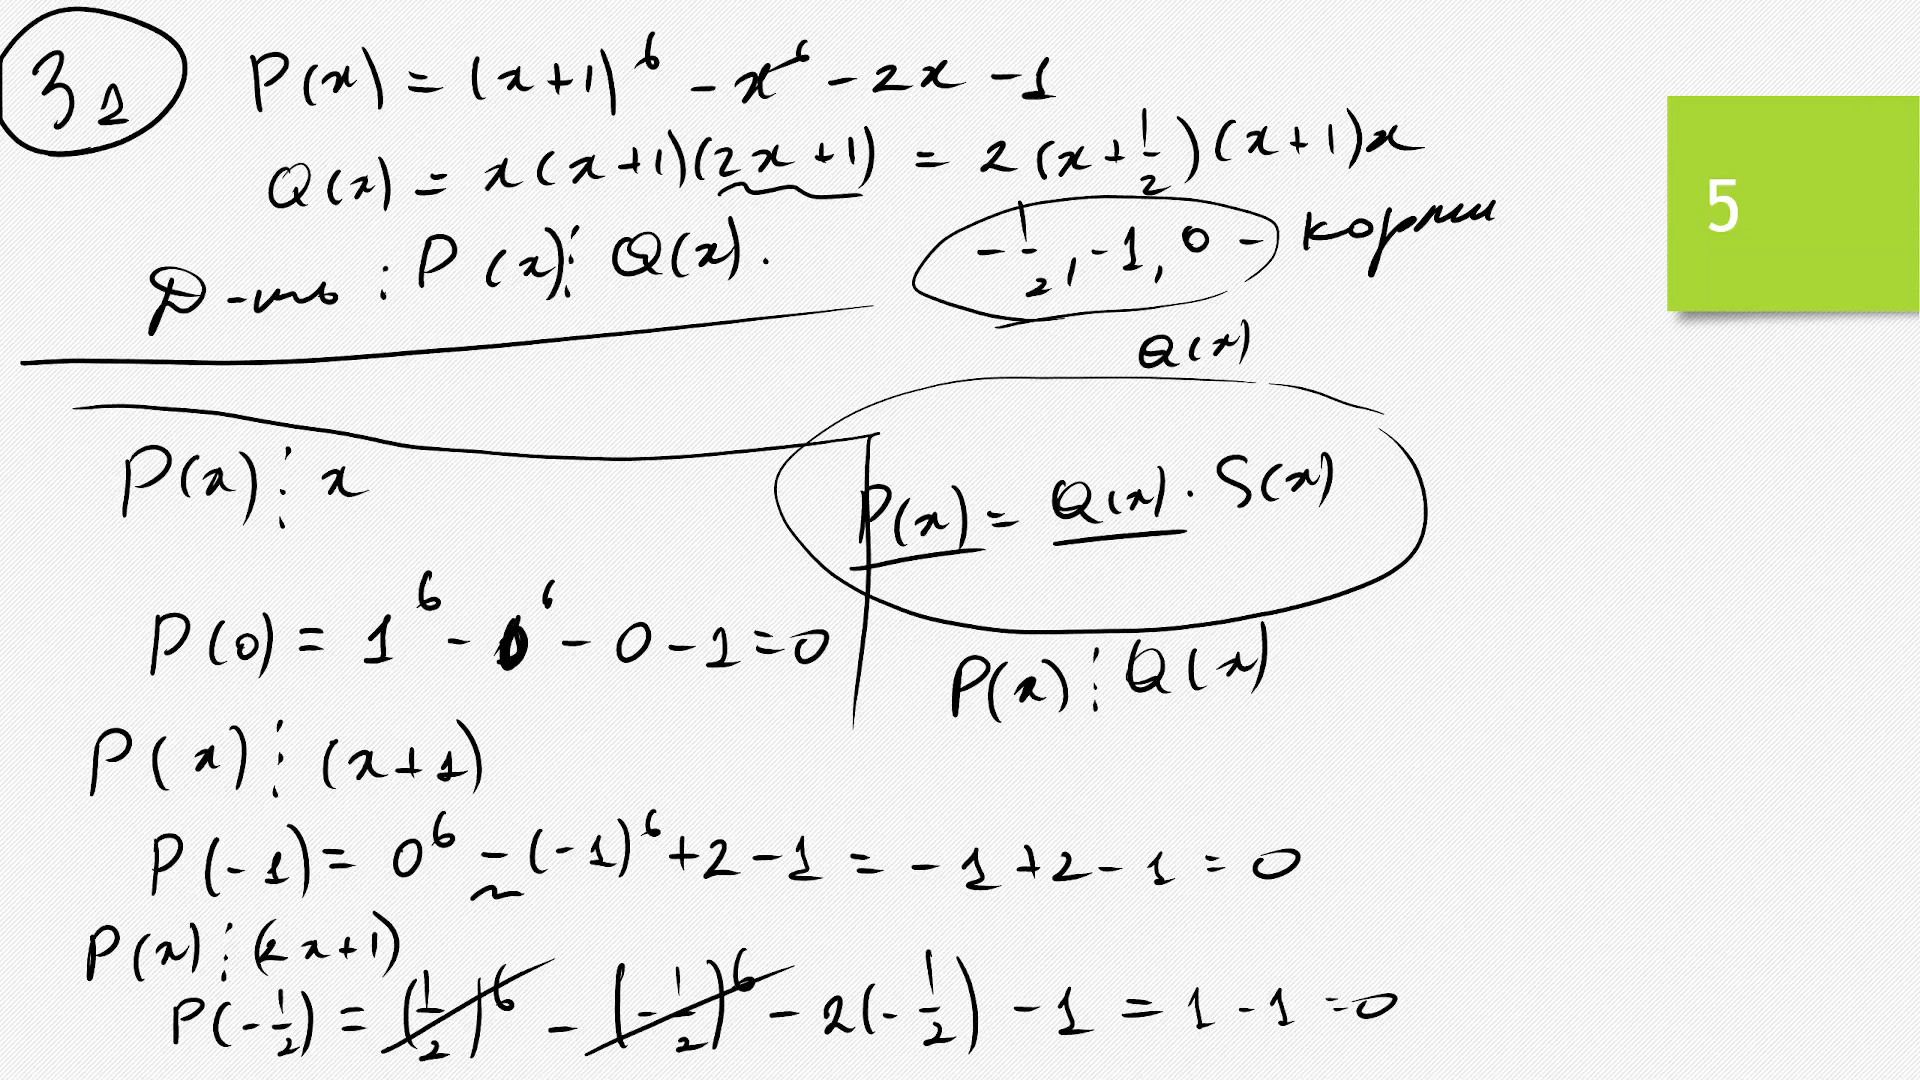 З 1
P(x) = (x+1)^6 - x^6 - 2x - 1
Q(x) = x(x+1)(2x+1) = 2(x+1/2)(x+1)x
Д-ть: P(x)⋮Q(x).
-1/2, -1, 0 - корни
Q(x)
5
P(x)⋮x
P(x) = Q(x)·S(x)
P(0) = 1^6 - 0^6 - 0 - 1 = 0
P(x)⋮Q(x)
P(x)⋮(x+1)
P(-1) = 0^6 - (-1)^6 + 2 - 1 = -1 + 2 - 1 = 0
P(x)⋮(2x+1)
P(-1/2) = (1/2)^6 - (-1/2)^6 - 2(-1/2) - 1 = 1 - 1 = 0